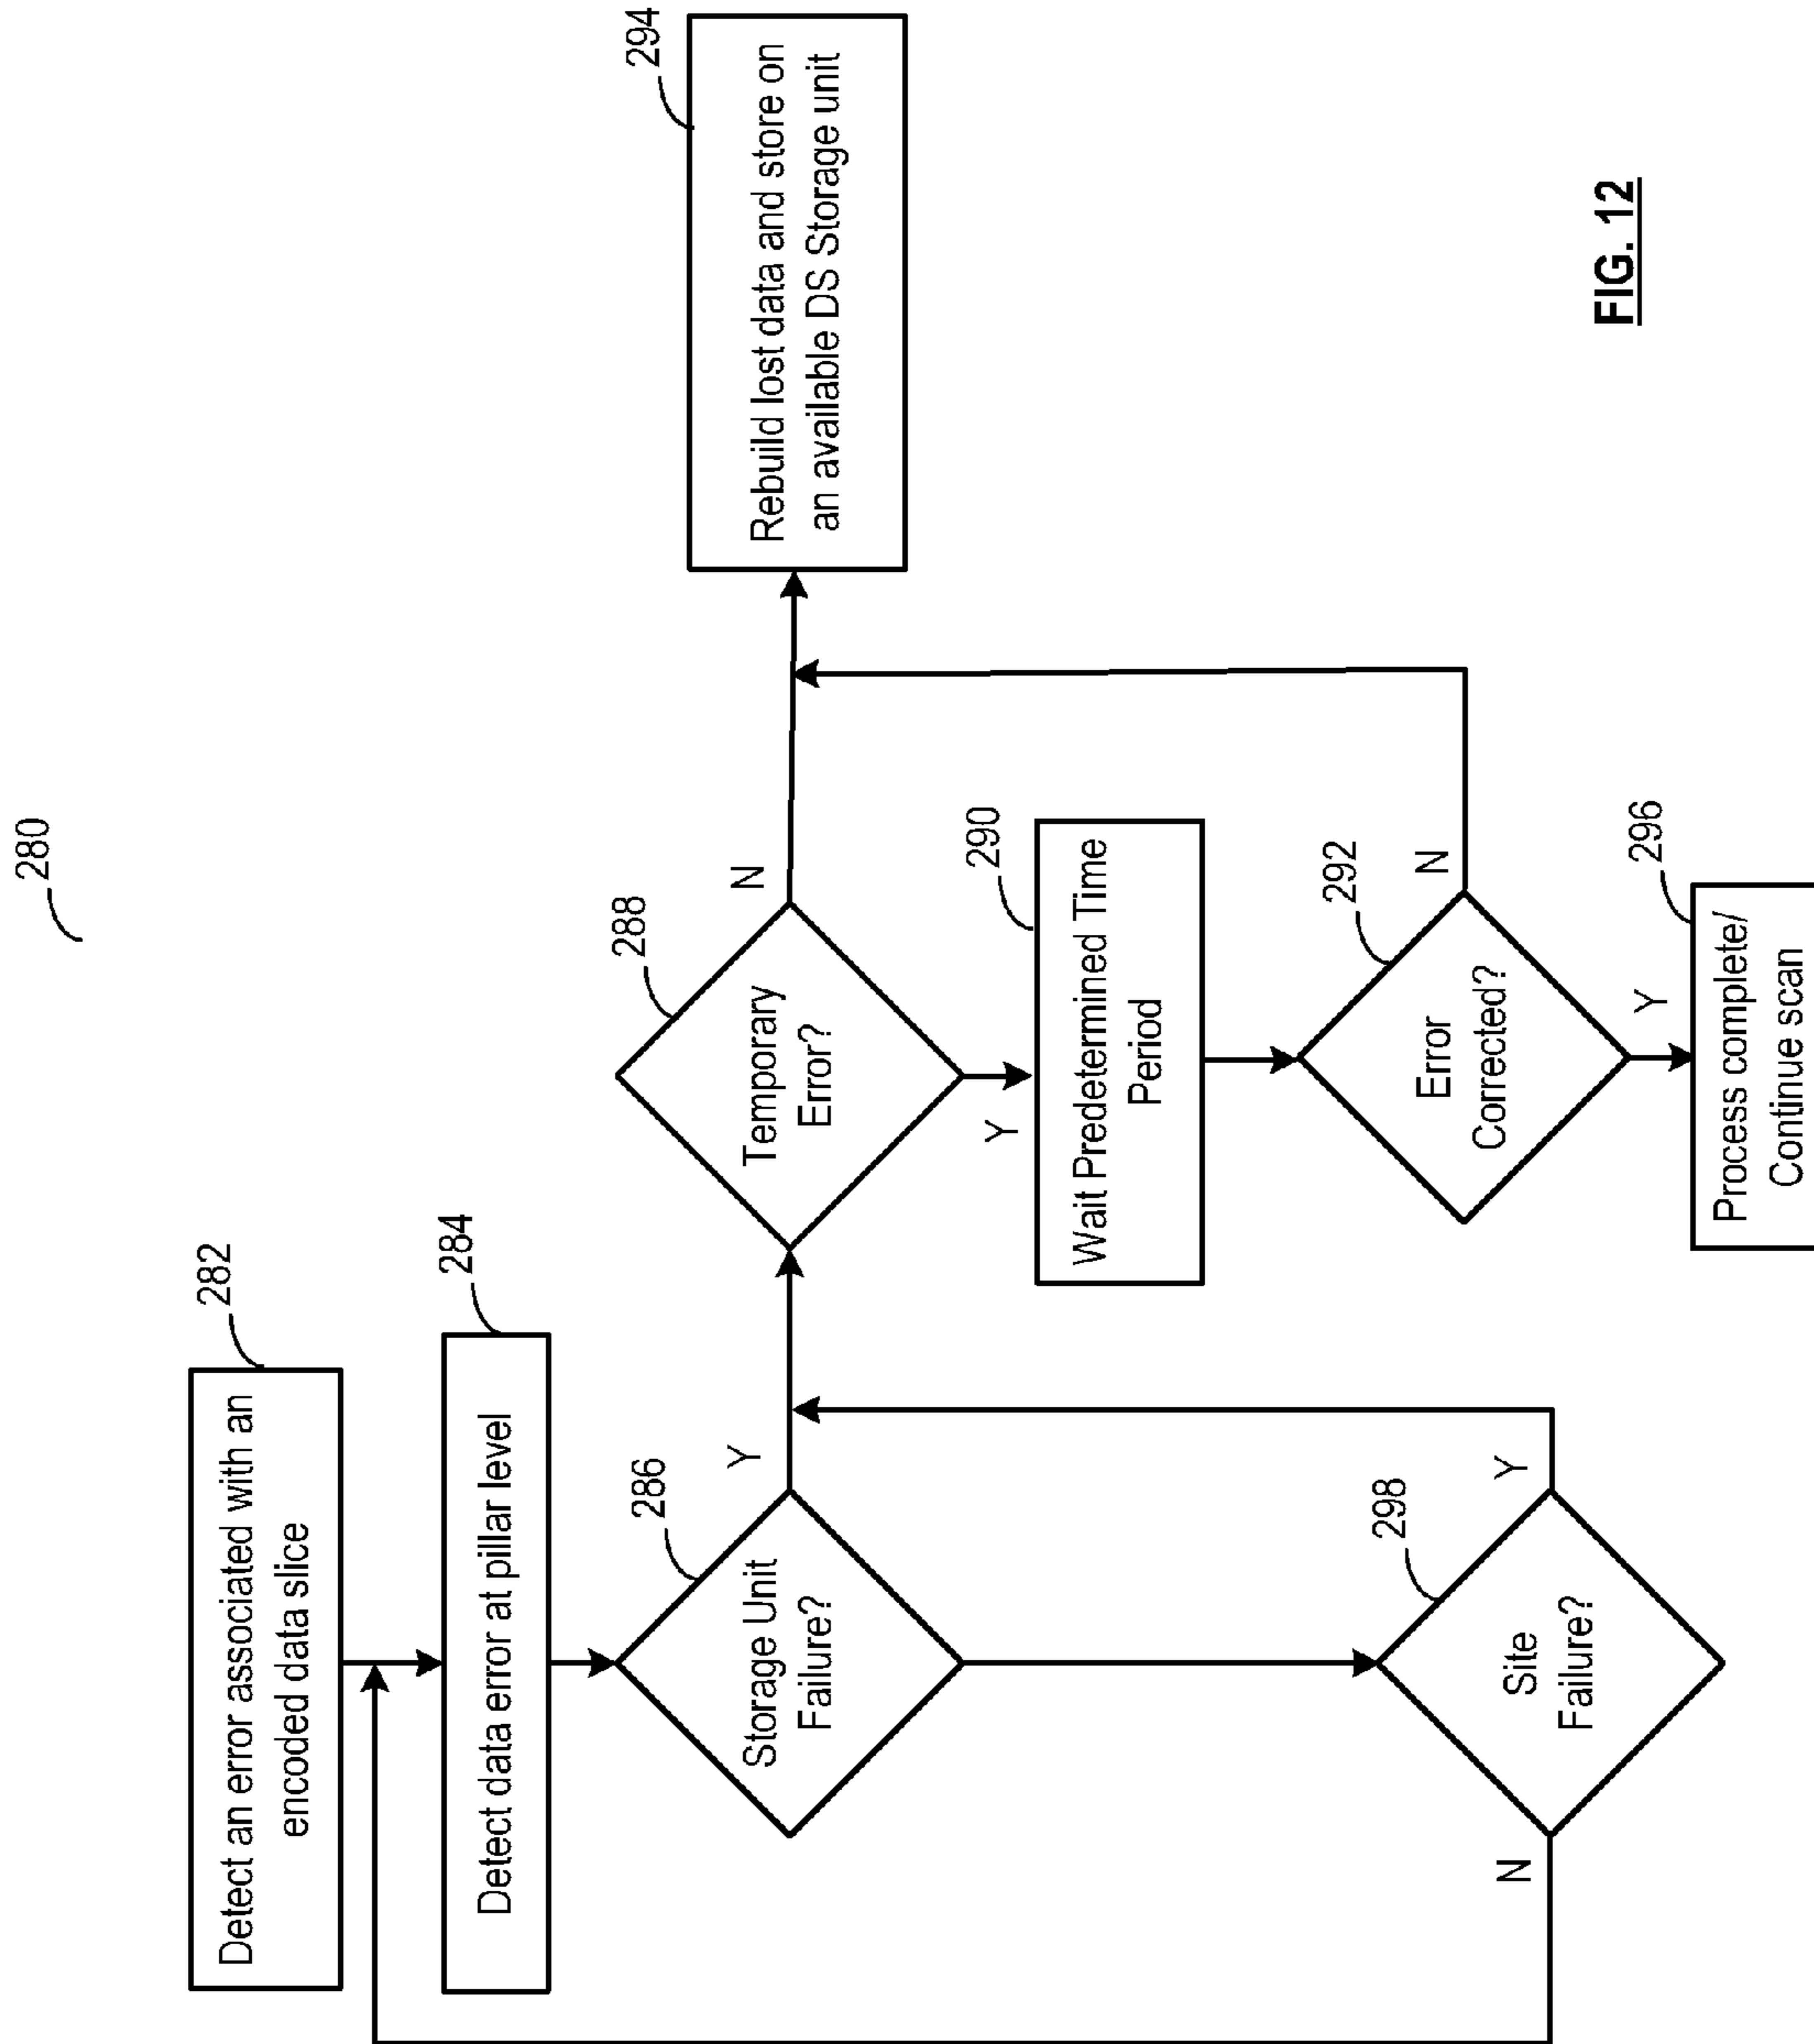 280
282
Detect an error associated with an
encoded data slice
284
Detect data error at pillar level
286
Storage Unit
Failure?
Y
288
Temporary
Error?
N
294
Rebuild lost data and store on
an available DS Storage unit
Y
290
Wait Predetermined Time
Period
292
Error
Corrected?
N
Y
296
Process complete/
Continue scan
298
Site
Failure?
Y
N
FIG. 12